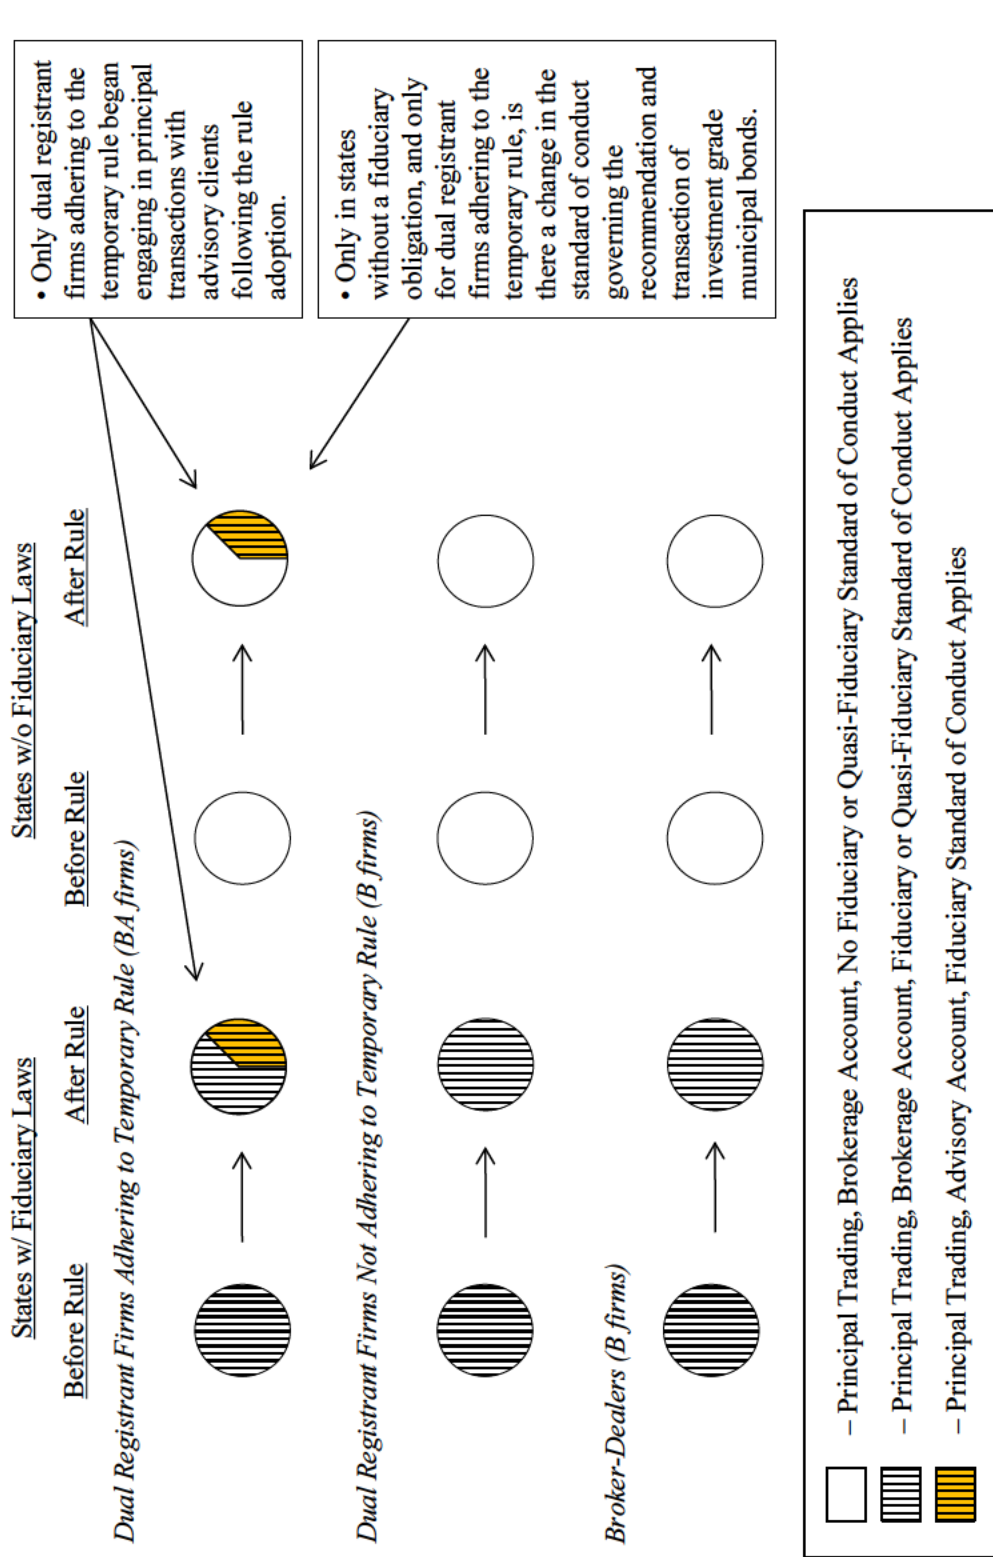 States w/ Fiduciary Laws
States w/o Fiduciary Laws
Before Rule
After Rule
Before Rule
After Rule
Dual Registrant Firms Adhering to Temporary Rule (BA firms)
Dual Registrant Firms Not Adhering to Temporary Rule (B firms)
Broker-Dealers (B firms)
• Only dual registrant
firms adhering to the
temporary rule began
engaging in principal
transactions with
advisory clients
following the rule
adoption.
• Only in states
without a fiduciary
obligation, and only
for dual registrant
firms adhering to the
temporary rule, is
there a change in the
standard of conduct
governing the
recommendation and
transaction of
investment grade
municipal bonds.
– Principal Trading, Brokerage Account, No Fiduciary or Quasi-Fiduciary Standard of Conduct Applies
– Principal Trading, Brokerage Account, Fiduciary or Quasi-Fiduciary Standard of Conduct Applies
– Principal Trading, Advisory Account, Fiduciary Standard of Conduct Applies